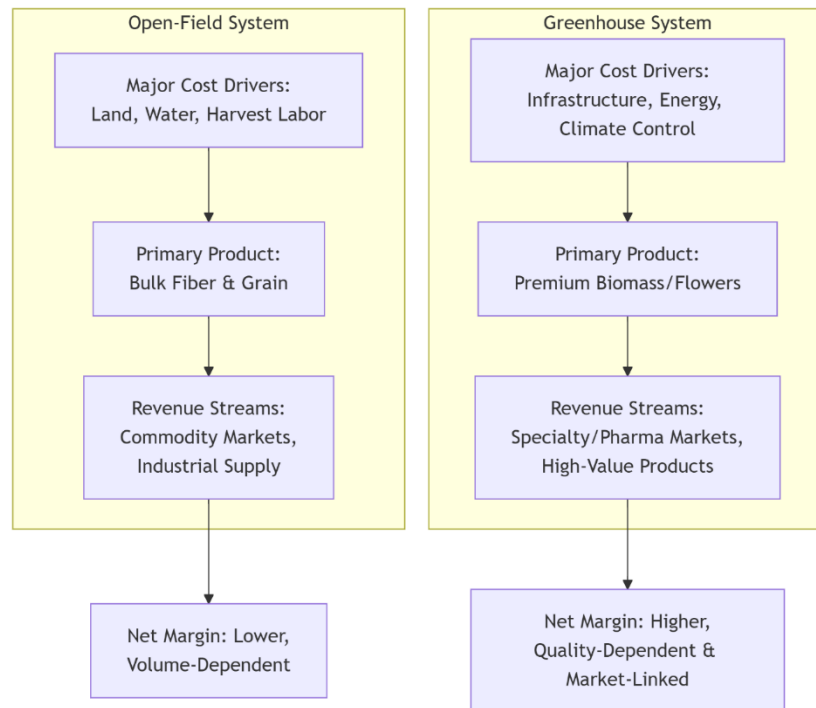 Open-Field System
Major Cost Drivers:
Land, Water, Harvest Labor
Primary Product:
Bulk Fiber & Grain
Revenue Streams:
Commodity Markets,
Industrial Supply
Net Margin: Lower,
Volume-Dependent
Greenhouse System
Major Cost Drivers:
Infrastructure, Energy,
Climate Control
Primary Product:
Premium Biomass/Flowers
Revenue Streams:
Specialty/Pharma Markets,
High-Value Products
Net Margin: Higher,
Quality-Dependent &
Market-Linked